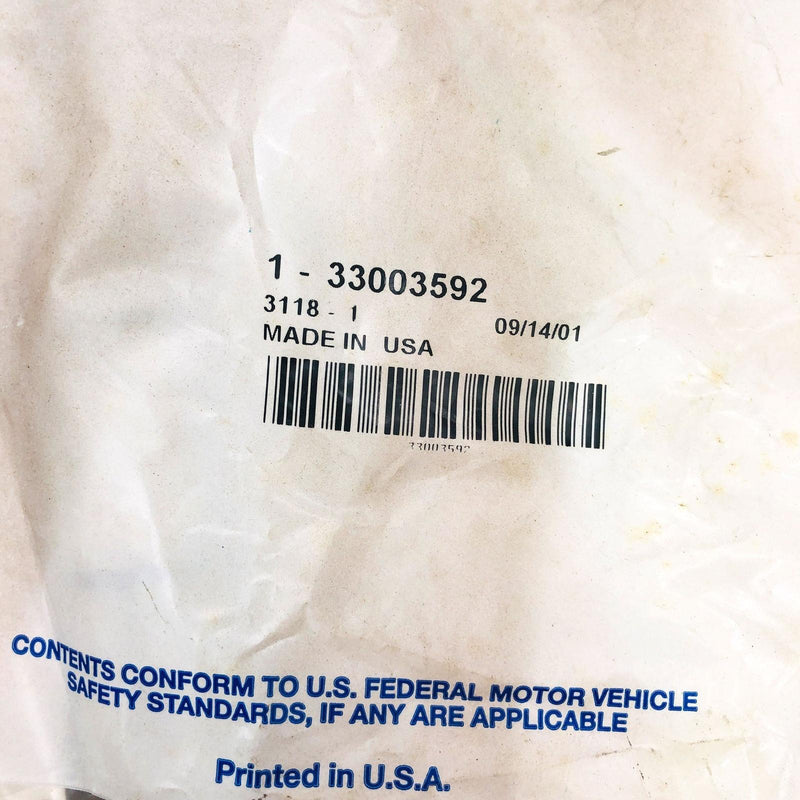 1 - 33003592
3118 - 1
09/14/01
MADE IN USA
33003592
CONTENTS CONFORM TO U.S. FEDERAL MOTOR VEHICLE
SAFETY STANDARDS, IF ANY ARE APPLICABLE
Printed in U.S.A.